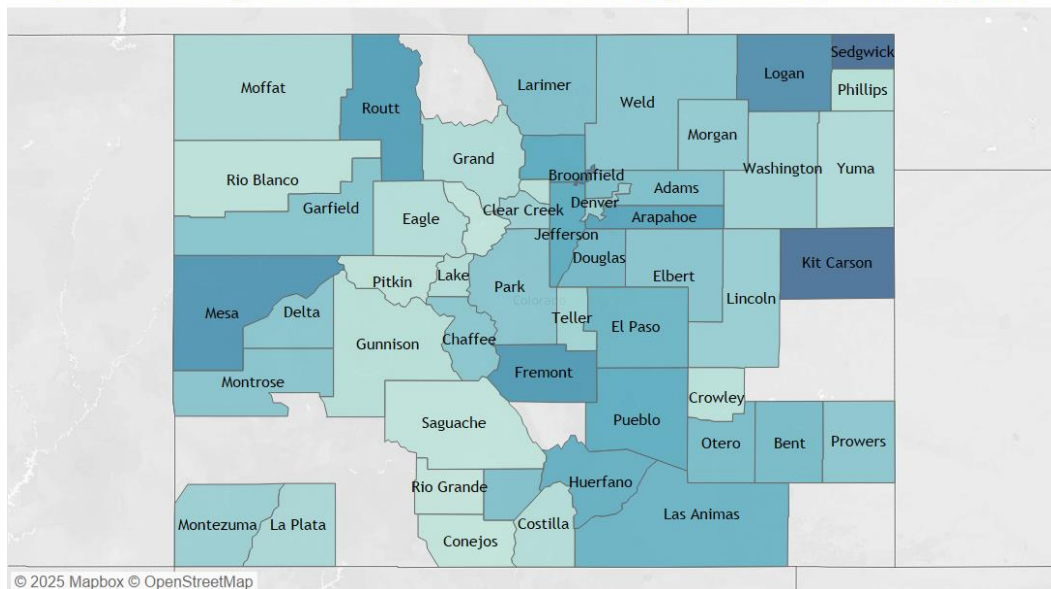 Sedgwick
Moffat
Routt
Larimer
Logan
Phillips
Weld
Morgan
Grand
Washington
Yuma
Rio Blanco
Broomfield
Adams
Garfield
Eagle
Clear Creek
Denver
Arapahoe
Jefferson
Douglas
Kit Carson
Pitkin
Lake
Park
Elbert
Lincoln
Colorado
Mesa
Delta
Teller
El Paso
Gunnison
Chaffee
Fremont
Montrose
Crowley
Saguache
Pueblo
Otero
Bent
Prowers
Rio Grande
Huerfano
Las Animas
Montezuma
La Plata
Costilla
Conejos
© 2025 Mapbox © OpenStreetMap